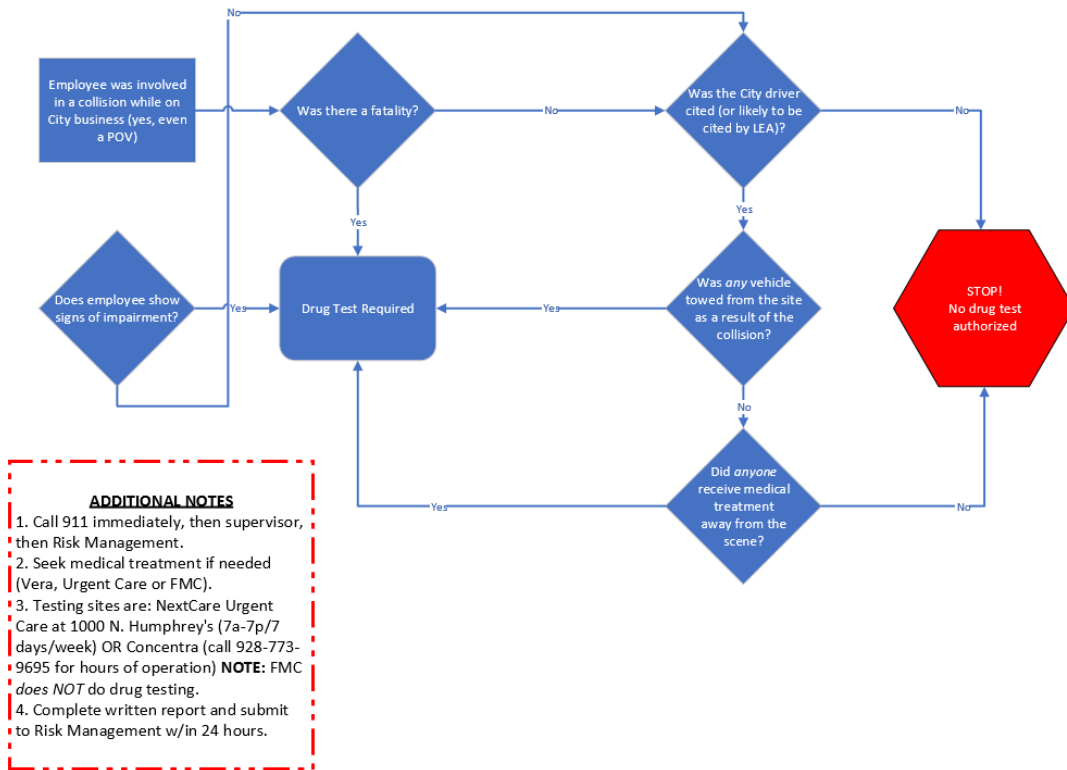 No
Employee was involved
in a collision while on
City business (yes, even
a POV)
Was there a fatality?
No
Was the City driver
cited (or likely to be
cited by LEA)?
No
Yes
Yes
Does employee show
signs of impairment?
Yes
Drug Test Required
Yes
Was any vehicle
towed from the site
as a result of the
collision?
STOP!
No drug test
authorized
No
Yes
Did anyone
receive medical
treatment
away from the
scene?
No
ADDITIONAL NOTES
1. Call 911 immediately, then supervisor,
then Risk Management.
2. Seek medical treatment if needed
(Vera, Urgent Care or FMC).
3. Testing sites are: NextCare Urgent
Care at 1000 N. Humphrey's (7a-7p/7
days/week) OR Concentra (call 928-773-
9695 for hours of operation) NOTE: FMC
does NOT do drug testing.
4. Complete written report and submit
to Risk Management w/in 24 hours.